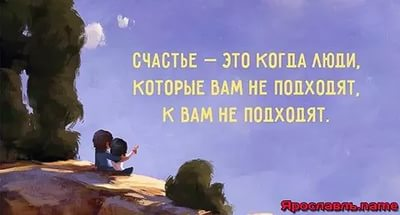 СЧАСТЬЕ — ЭТО КОГДА ЛЮДИ,
КОТОРЫЕ ВАМ НЕ ПОДХОДЯТ,
К ВАМ НЕ ПОДХОДЯТ.
Ярославль.name